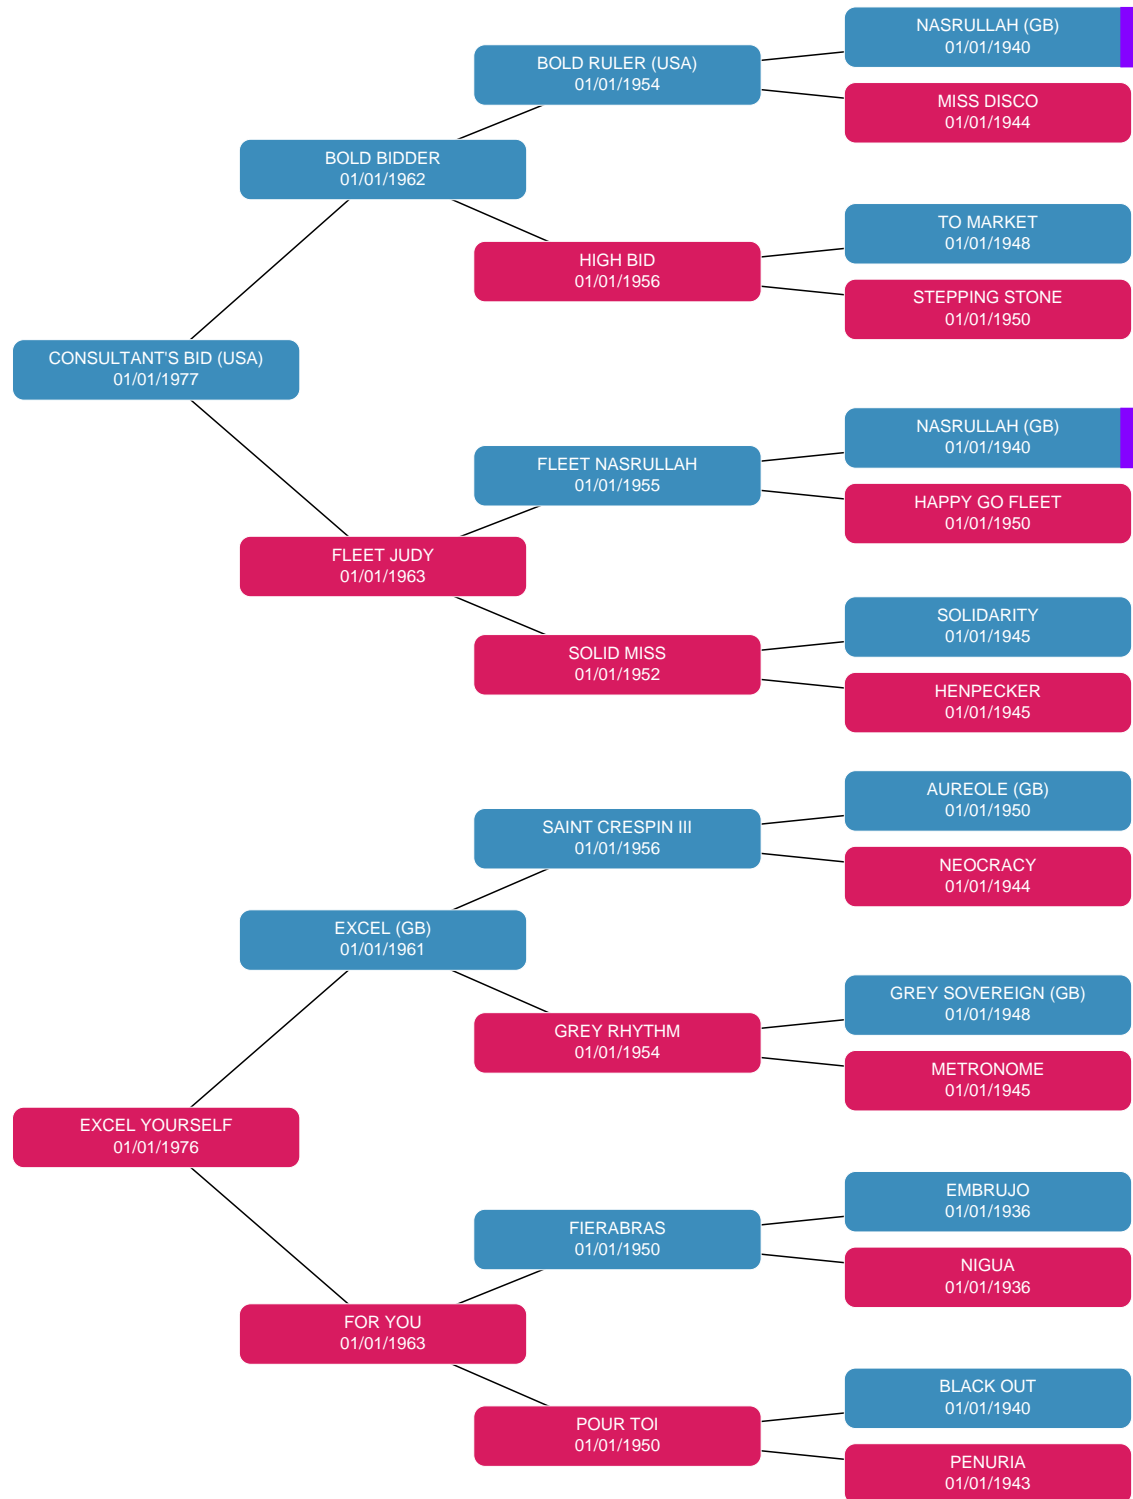 NASRULLAH (GB)
01/01/1940
BOLD RULER (USA)
01/01/1954
MISS DISCO
01/01/1944
BOLD BIDDER
01/01/1962
TO MARKET
01/01/1948
HIGH BID
01/01/1956
STEPPING STONE
01/01/1950
CONSULTANT'S BID (USA)
01/01/1977
NASRULLAH (GB)
01/01/1940
FLEET NASRULLAH
01/01/1955
HAPPY GO FLEET
01/01/1950
FLEET JUDY
01/01/1963
SOLIDARITY
01/01/1945
SOLID MISS
01/01/1952
HENPECKER
01/01/1945
AUREOLE (GB)
01/01/1950
SAINT CRESPIN III
01/01/1956
NEOCRACY
01/01/1944
EXCEL (GB)
01/01/1961
GREY SOVEREIGN (GB)
01/01/1948
GREY RHYTHM
01/01/1954
METRONOME
01/01/1945
EXCEL YOURSELF
01/01/1976
EMBRUJO
01/01/1936
FIERABRAS
01/01/1950
NIGUA
01/01/1936
FOR YOU
01/01/1963
BLACK OUT
01/01/1940
POUR TOI
01/01/1950
PENURIA
01/01/1943